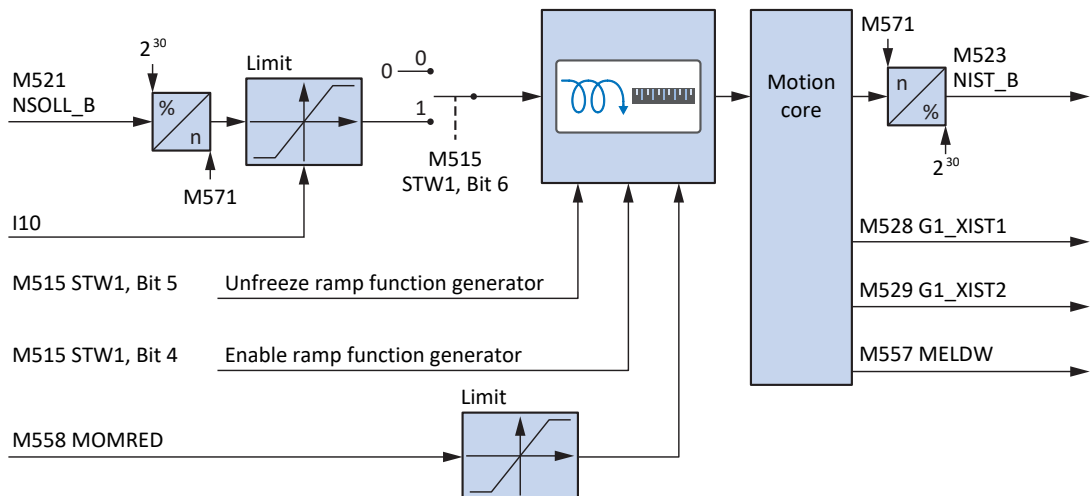 M521
NSOLL_B
2^30
%
n
M571
Limit
0
0
1
M515
STW1, Bit 6
Motion
core
M571
n
%
2^30
M523
NIST_B
I10
M528 G1_XIST1
M515 STW1, Bit 5
Unfreeze ramp function generator
M529 G1_XIST2
M515 STW1, Bit 4
Enable ramp function generator
M557 MELDW
Limit
M558 MOMRED